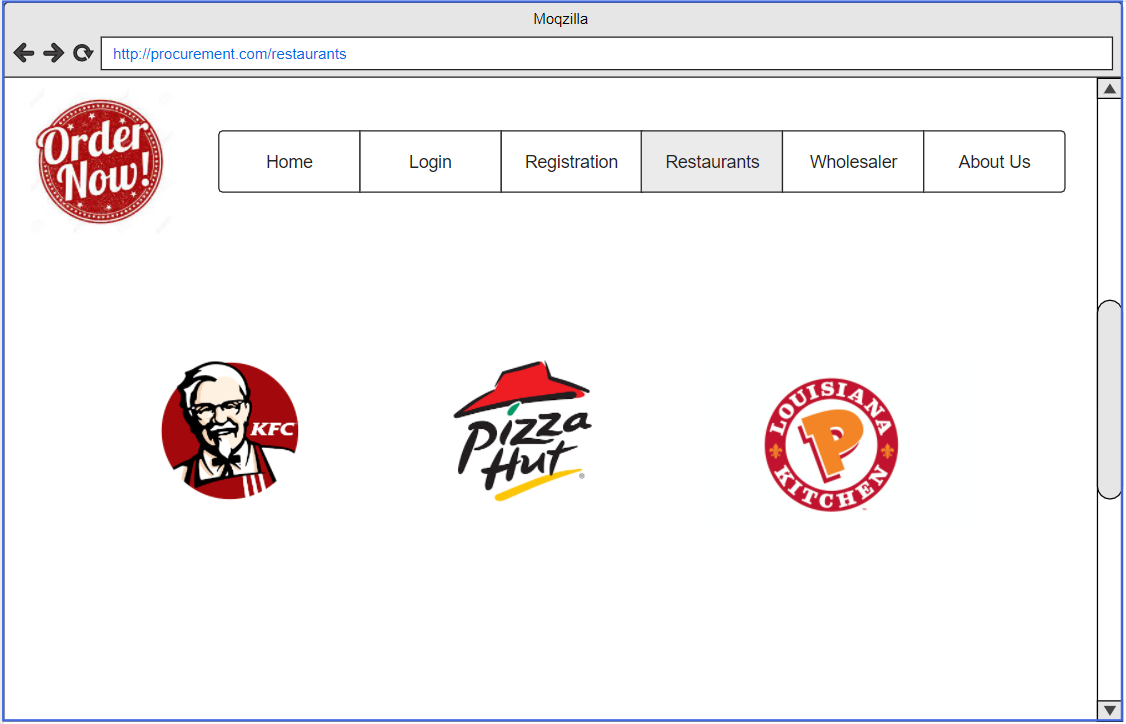 Moqzilla
http://procurement.com/restaurants
Order
Now!
Home
Login
Registration
Restaurants
Wholesaler
About Us
KFC
Pizza
Hut
®
LOUISIANA
P
KITCHEN